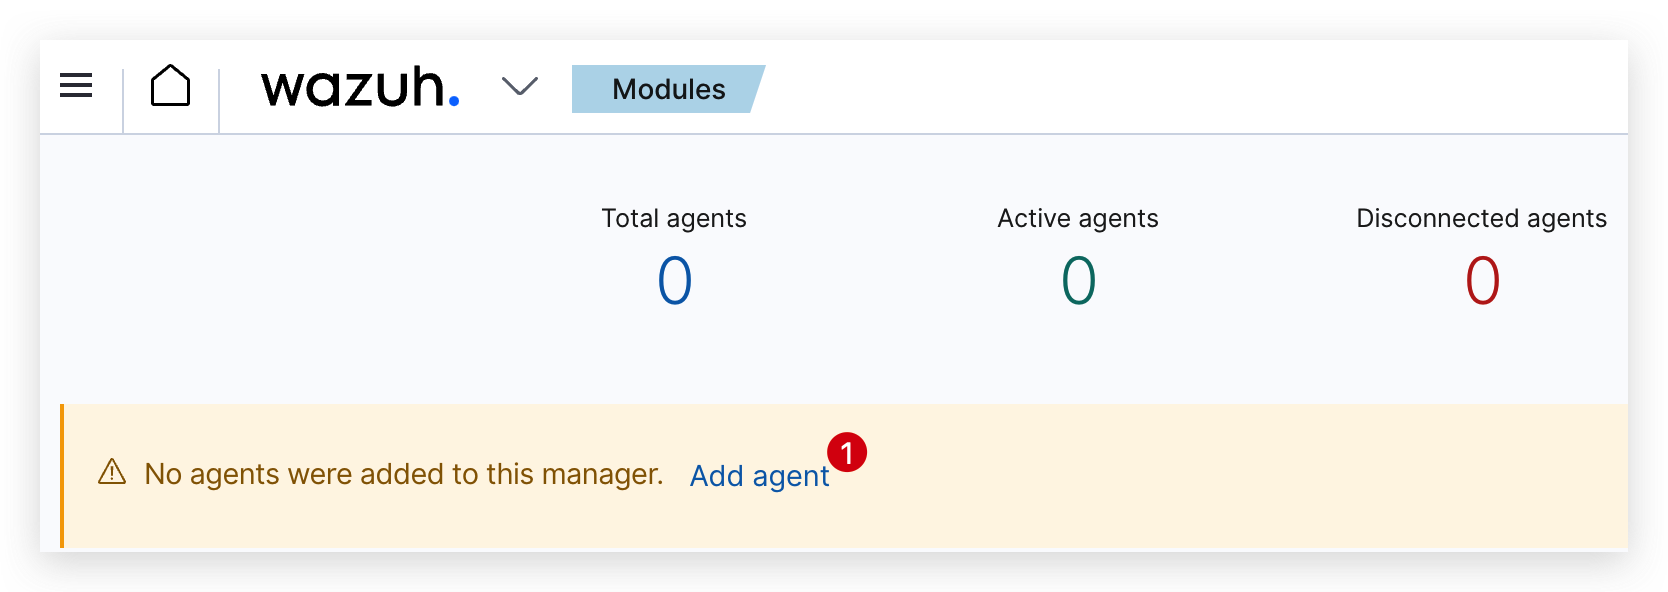 wazuh.
Modules
Total agents
Active agents
Disconnected agents
0
0
0
No agents were added to this manager. Add agent
1